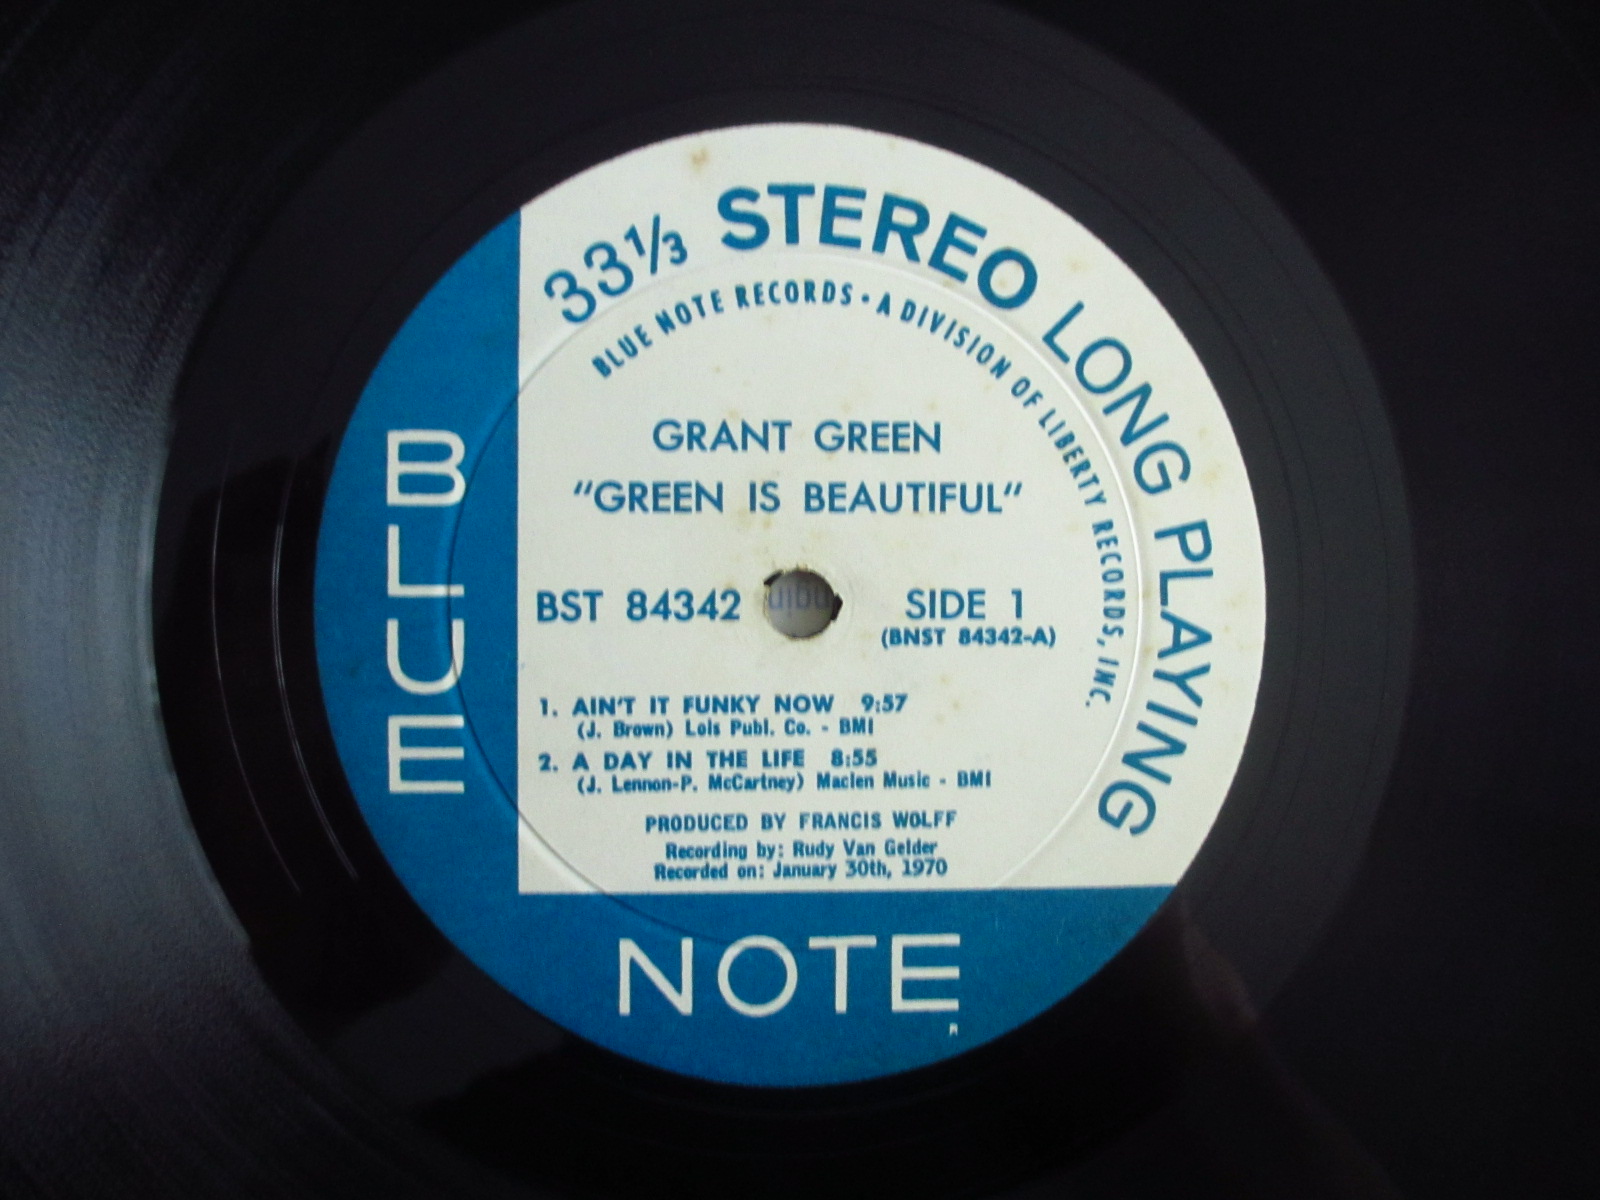 33⅓ STEREO LONG PLAYING
BLUE NOTE RECORDS • A DIVISION OF LIBERTY RECORDS, INC.
GRANT GREEN
"GREEN IS BEAUTIFUL"
BST 84342
SIDE 1
(BNST 84342-A)
1. AIN'T IT FUNKY NOW 9:57
(J. Brown) Lois Publ. Co. - BMI
2. A DAY IN THE LIFE 8:55
(J. Lennon-P. McCartney) Maclen Music - BMI
PRODUCED BY FRANCIS WOLFF
Recording by: Rudy Van Gelder
Recorded on: January 30th, 1970
BLUE
NOTE